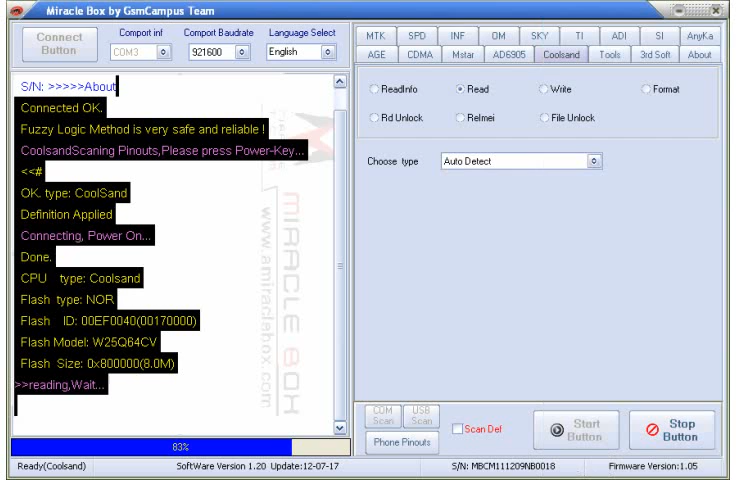 Miracle Box by GsmCampus Team
Connect
Button
Comport inf
COM3
Comport Baudrate
921600
Language Select
English
S/N: >>>>>About
Connected OK.
Fuzzy Logic Method is very safe and reliable !
CoolsandScaning Pinouts,Please press Power-Key...
<<#
OK. type: CoolSand
Definition Applied
Connecting, Power On...
Done.
CPU type: Coolsand
Flash type: NOR
Flash ID: 00EF0040(00170000)
Flash Model: W25Q64CV
Flash Size: 0x800000(8.0M)
>>reading,Wait...
MIRACLE BOX
www.amiraclebox.com
83%
MTK SPD INF OM SKY TI ADI SI AnyKa
AGE CDMA Mstar AD6905 Coolsand Tools 3rd Soft About
ReadInfo Read Write Format
Rd Unlock ReImei File Unlock
Choose type Auto Detect
COM
Scan
USB
Scan
Phone Pinouts
Scan Def
Start
Button
Stop
Button
Ready(Coolsand) SoftWare Version 1.20 Update:12-07-17 S/N: MBCM111209NB0018 Firmware Version:1.05